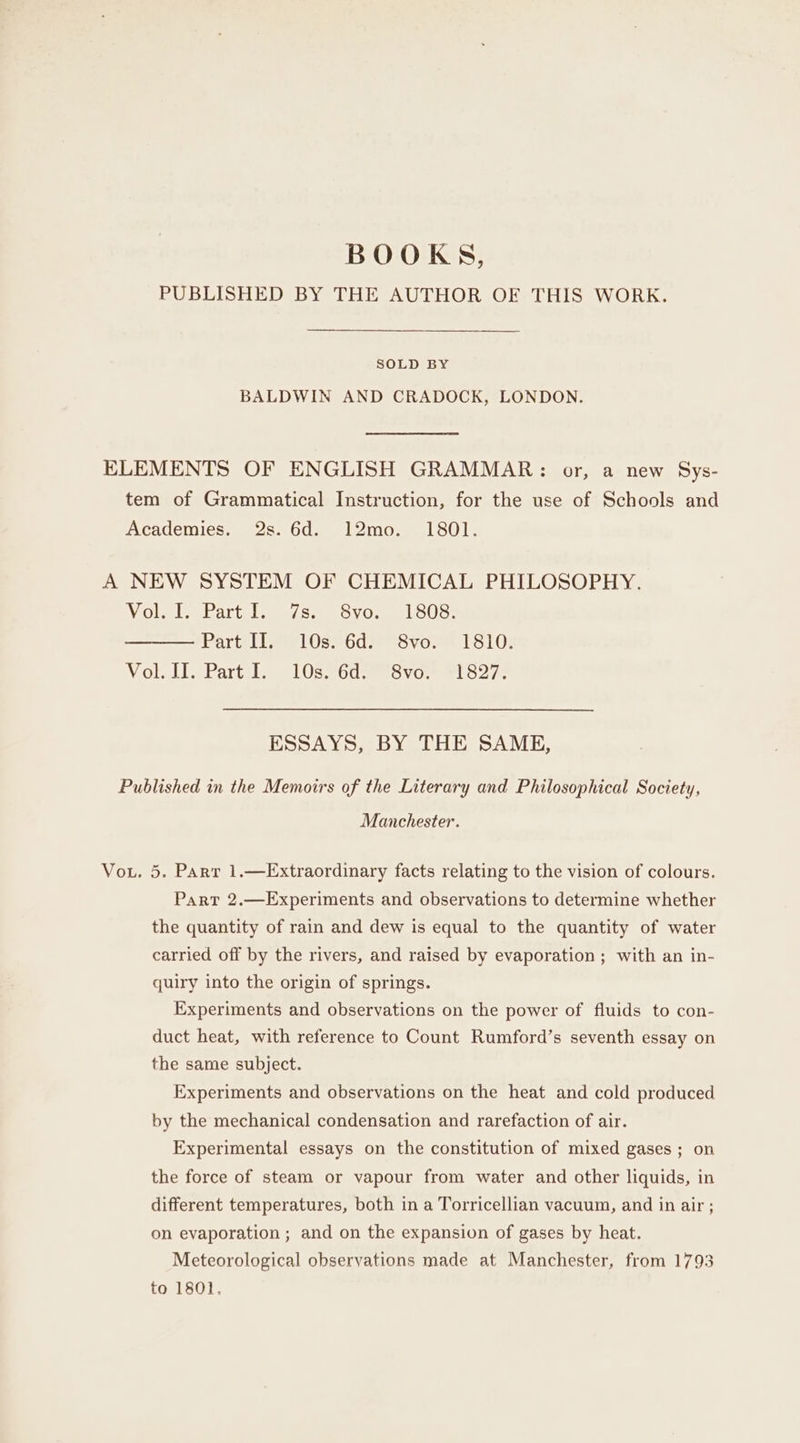 BOOKS,
PUBLISHED BY THE AUTHOR OF THIS WORK.
SOLD BY
BALDWIN AND CRADOCK, LONDON.
ELEMENTS OF ENGLISH GRAMMAR: or, a new Sys-
tem of Grammatical Instruction, for the use of Schools and
Academies. 2s. 6d. 12mo. 1801.
A NEW SYSTEM OF CHEMICAL PHILOSOPHY.
Vol. I. Part I. 7s. 8vo. 1808.
——— Part II. 10s. 6d. 8vo. 1810.
Vol. II. Part I. 10s. 6d. 8vo. 1827.
ESSAYS, BY THE SAME,
Published in the Memoirs of the Literary and Philosophical Society,
Manchester.
Vol. 5. Part 1.—Extraordinary facts relating to the vision of colours.
Part 2.—Experiments and observations to determine whether
the quantity of rain and dew is equal to the quantity of water
carried off by the rivers, and raised by evaporation; with an in-
quiry into the origin of springs.
Experiments and observations on the power of fluids to con-
duct heat, with reference to Count Rumford's seventh essay on
the same subject.
Experiments and observations on the heat and cold produced
by the mechanical condensation and rarefaction of air.
Experimental essays on the constitution of mixed gases; on
the force of steam or vapour from water and other liquids, in
different temperatures, both in a Torricellian vacuum, and in air;
on evaporation; and on the expansion of gases by heat.
Meteorological observations made at Manchester, from 1793
to 1801.